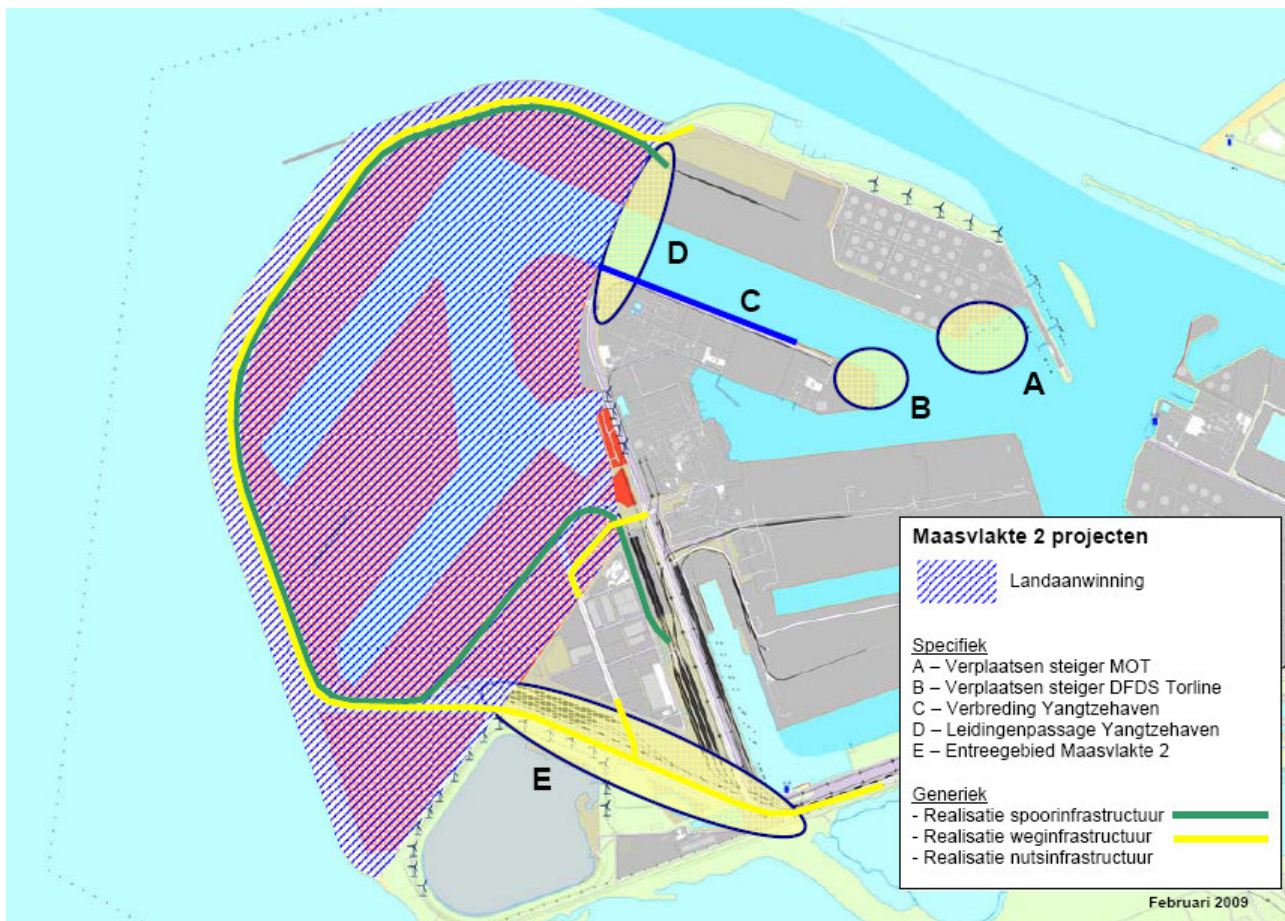 D
C
A
B
E
Maasvlakte 2 projecten
Landaanwinning
Specifiek
A – Verplaatsen steiger MOT
B – Verplaatsen steiger DFDS Torline
C – Verbreding Yangtzehaven
D – Leidingenpassage Yangtzehaven
E – Entreegebied Maasvlakte 2
Generiek
- Realisatie spoorinfrastructuur
- Realisatie weginfrastructuur
- Realisatie nutsinfrastructuur
Februari 2009